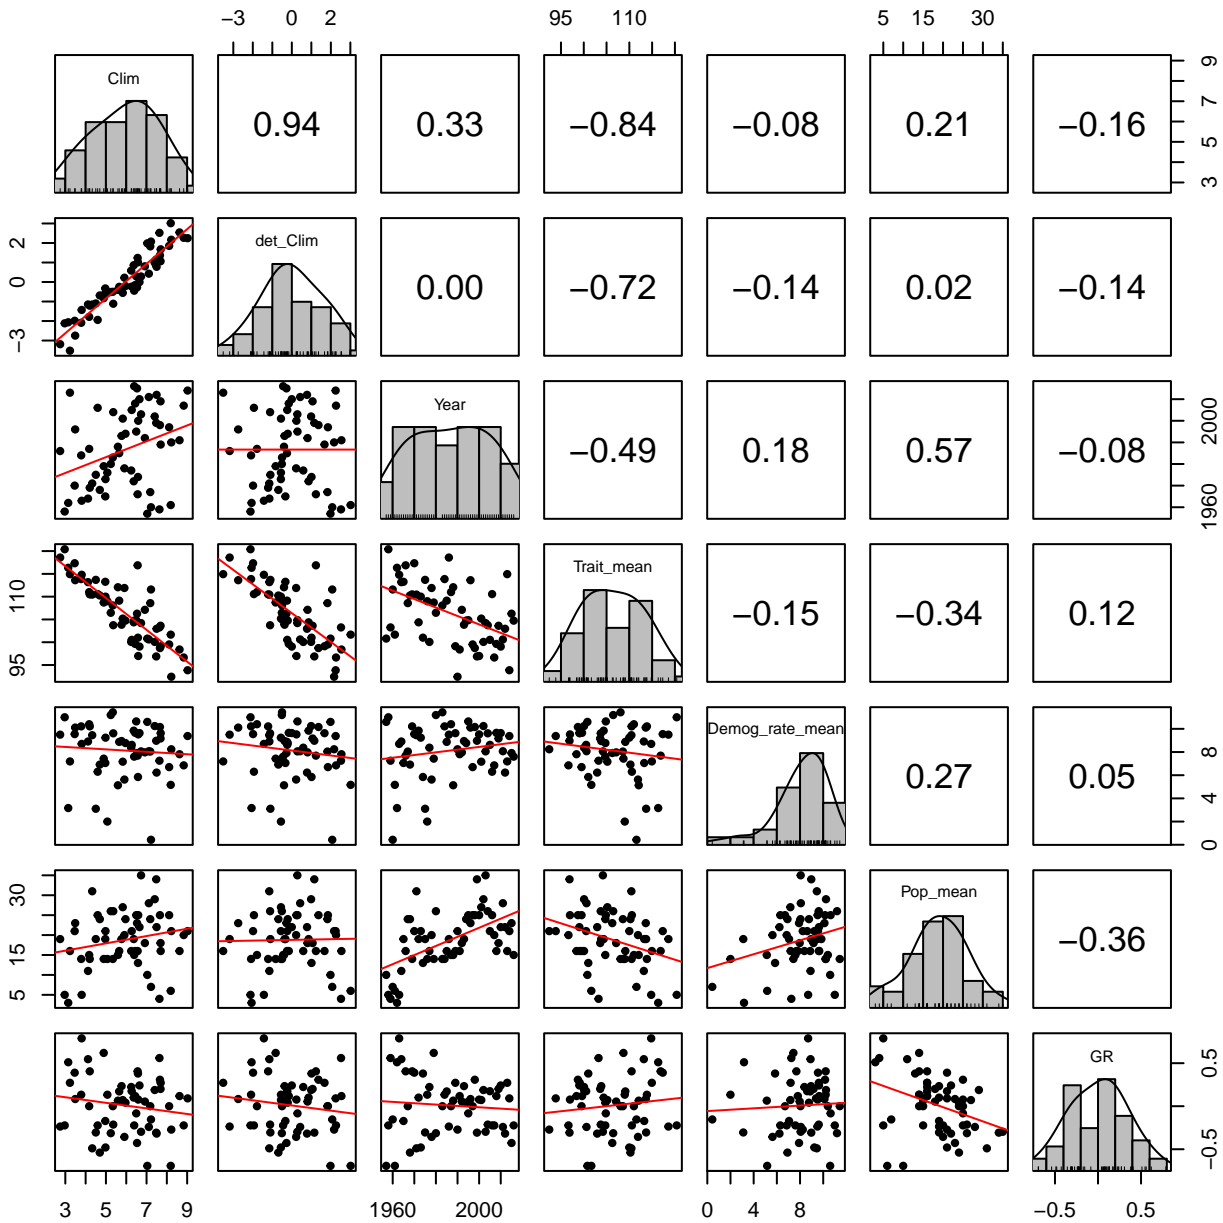 −3 0 2 95 110 5 15 30
Clim 0.94 0.33 −0.84 −0.08 0.21 −0.16 3 5 7 9
−3 0 2 det_Clim 0.00 −0.72 −0.14 0.02 −0.14
Year −0.49 0.18 0.57 −0.08 1960 2000
95 110 Trait_mean −0.15 −0.34 0.12
Demog_rate_mean 0.27 0.05 0 4 8
5 15 30 Pop_mean −0.36
GR −0.5 0.5
3 5 7 9 1960 2000 0 4 8 −0.5 0.5